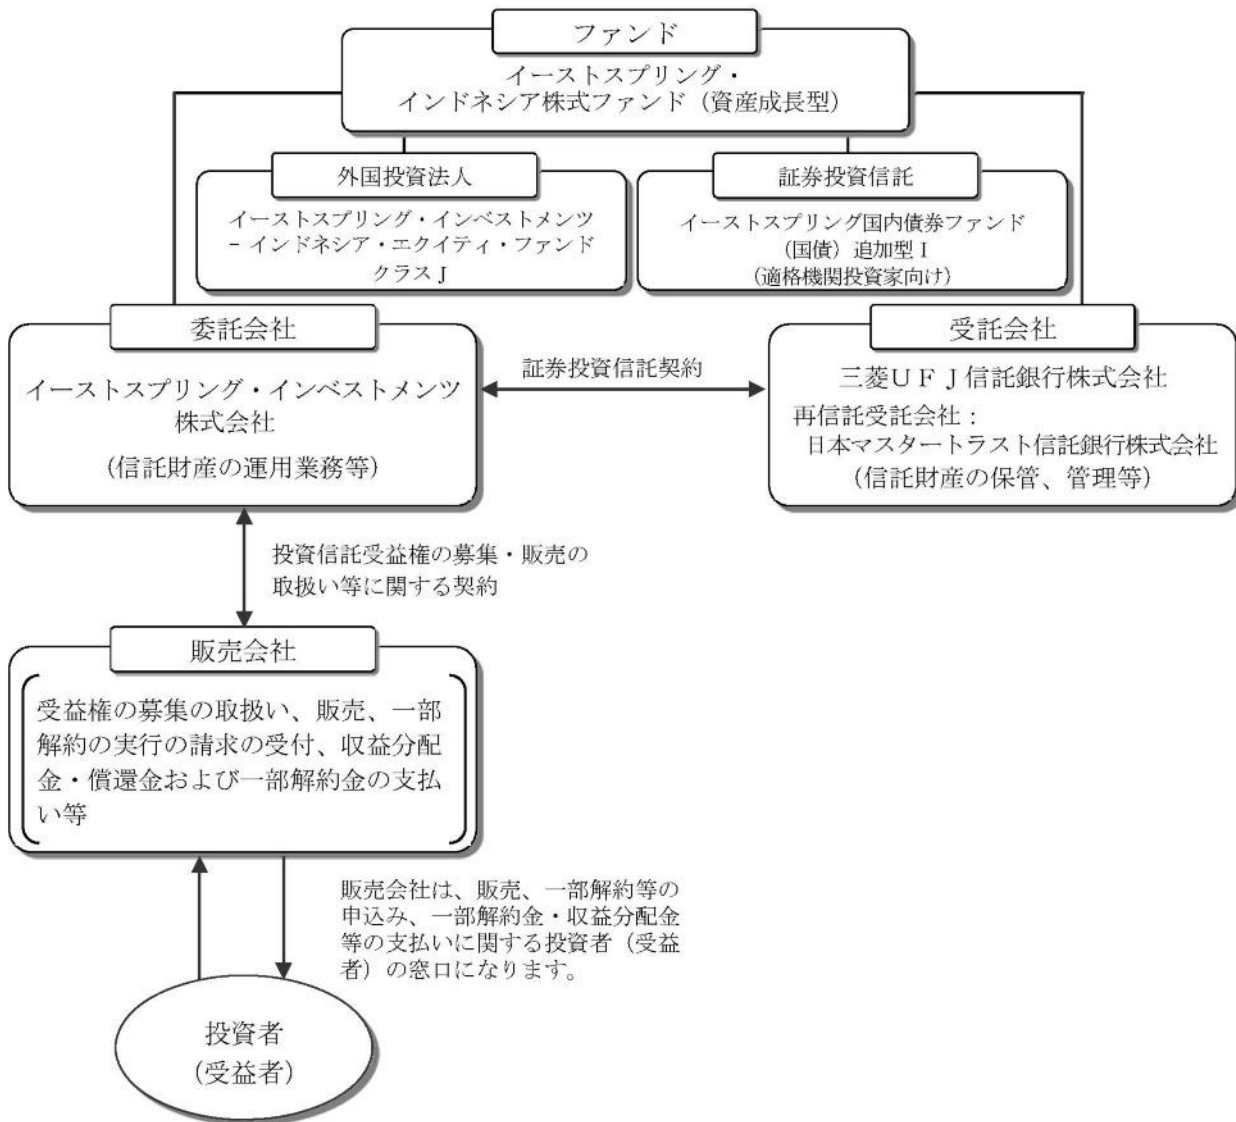 ファンド
イーストスプリング・
インドネシア株式ファンド（資産成長型）
外国投資法人
イーストスプリング・インベストメンツ
－インドネシア・エクイティ・ファンド
クラスＪ
証券投資信託
イーストスプリング国内債券ファンド
（国債）追加型Ⅰ
（適格機関投資家向け）
委託会社
イーストスプリング・インベストメンツ
株式会社
（信託財産の運用業務等）
証券投資信託契約
受託会社
三菱ＵＦＪ信託銀行株式会社
再信託受託会社：
日本マスタートラスト信託銀行株式会社
（信託財産の保管、管理等）
投資信託受益権の募集・販売の
取扱い等に関する契約
販売会社
受益権の募集の取扱い、販売、一部
解約の実行の請求の受付、収益分配
金・償還金および一部解約金の支払
い等
販売会社は、販売、一部解約等の
申込み、一部解約金・収益分配金
等の支払いに関する投資者（受益
者）の窓口になります。
投資者
（受益者）